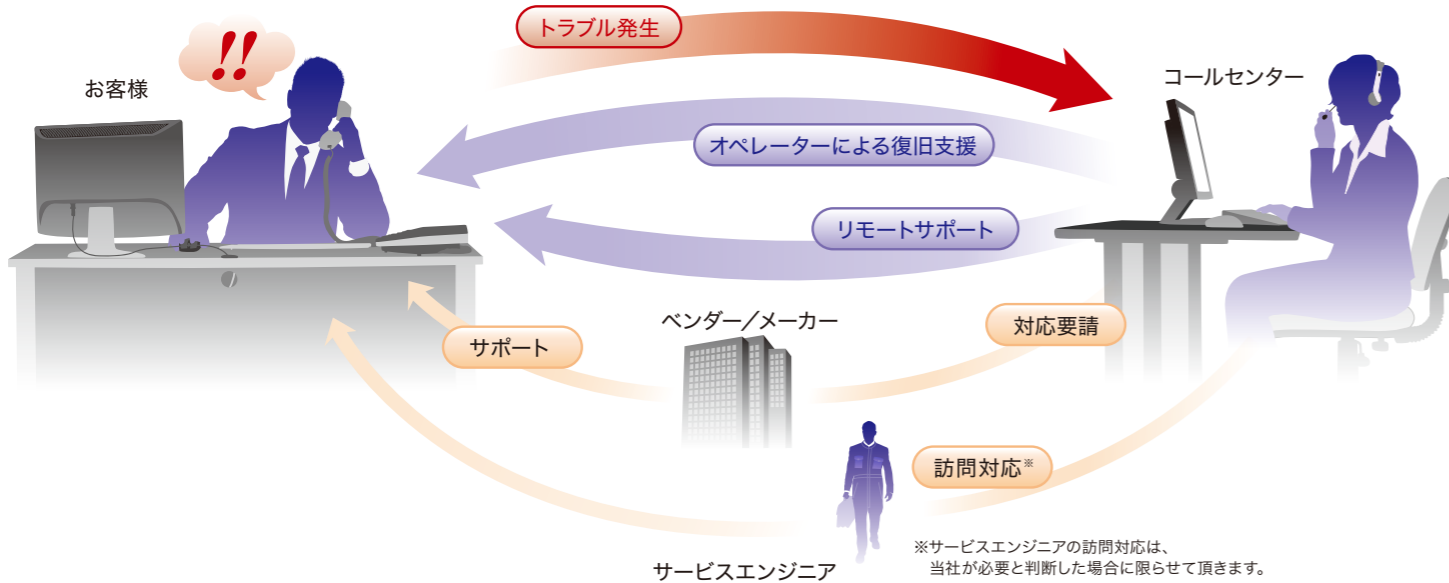 トラブル発生
!!
お客様
コールセンター
オペレーターによる復旧支援
リモートサポート
ベンダー／メーカー
対応要請
サポート
訪問対応※
サービスエンジニア
※サービスエンジニアの訪問対応は、
当社が必要と判断した場合に限らせて頂きます。